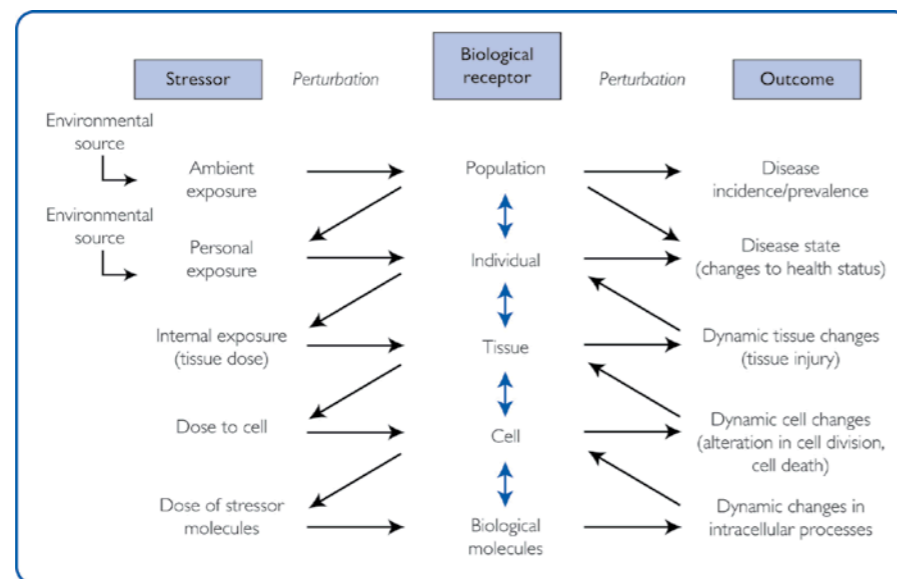 Stressor
Perturbation
Biological
receptor
Perturbation
Outcome
Environmental
source
Ambient
exposure
Population
Disease
incidence/prevalence
Environmental
source
Personal
exposure
Individual
Disease state
(changes to health status)
Internal exposure
(tissue dose)
Tissue
Dynamic tissue changes
(tissue injury)
Dose to cell
Cell
Dynamic cell changes
(alteration in cell division,
cell death)
Dose of stressor
molecules
Biological
molecules
Dynamic changes in
intracellular processes